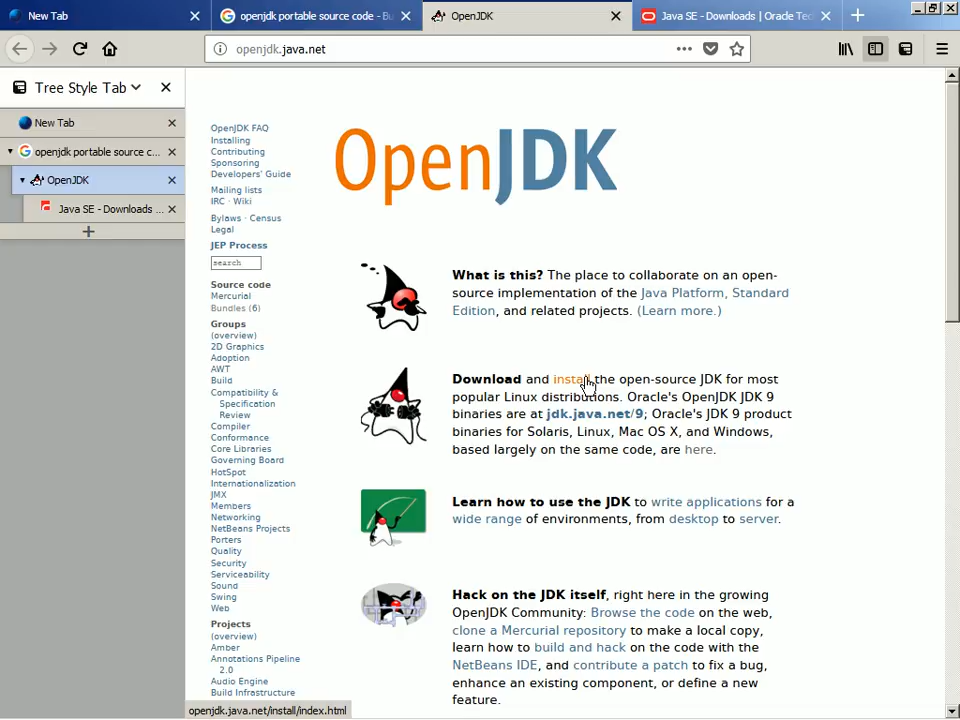 New Tab
openjdk portable source code - Bu
OpenJDK
Java SE - Downloads | Oracle Tec
openjdk.java.net
Tree Style Tab
New Tab
openjdk portable source c...
OpenJDK
Java SE - Downloads ...
OpenJDK FAQ
Installing
Contributing
Sponsoring
Developers' Guide
Mailing lists
IRC · Wiki
Bylaws · Census
Legal
JEP Process
search
Source code
Mercurial
Bundles (6)
Groups
(overview)
2D Graphics
Adoption
AWT
Build
Compatibility &
Specification
Review
Compiler
Conformance
Core Libraries
Governing Board
HotSpot
Internationalization
JMX
Members
Networking
NetBeans Projects
Porters
Quality
Security
Serviceability
Sound
Swing
Web
Projects
(overview)
Amber
Annotations Pipeline
2.0
Audio Engine
Build Infrastructure
OpenJDK
What is this? The place to collaborate on an open-
source implementation of the Java Platform, Standard
Edition, and related projects. (Learn more.)
Download and install the open-source JDK for most
popular Linux distributions. Oracle's OpenJDK JDK 9
binaries are at jdk.java.net/9; Oracle's JDK 9 product
binaries for Solaris, Linux, Mac OS X, and Windows,
based largely on the same code, are here.
Learn how to use the JDK to write applications for a
wide range of environments, from desktop to server.
Hack on the JDK itself, right here in the growing
OpenJDK Community: Browse the code on the web,
clone a Mercurial repository to make a local copy,
learn how to build and hack on the code with the
NetBeans IDE, and contribute a patch to fix a bug,
enhance an existing component, or define a new
feature.
openjdk.java.net/install/index.html